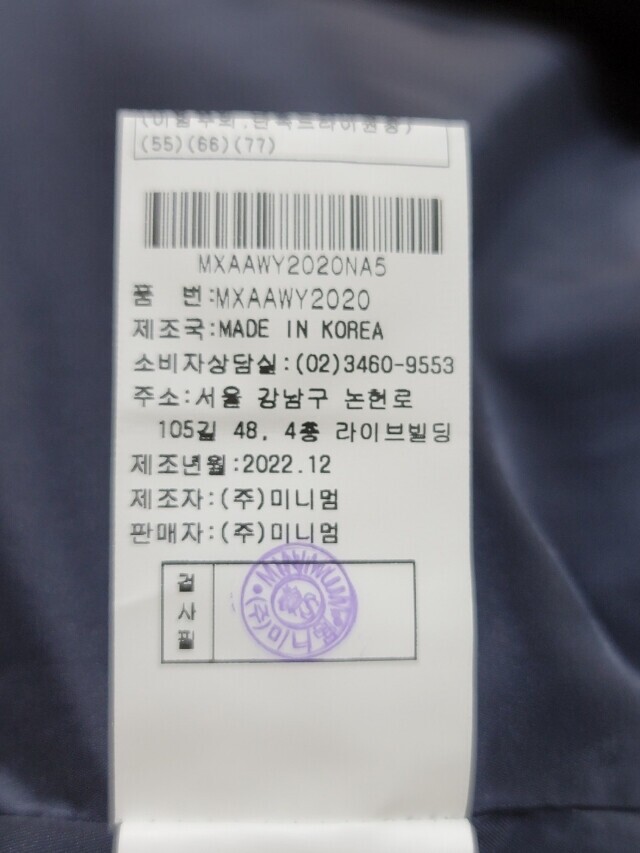 (55)(66)(77)
MXAAWY2020NA5
품 번:MXAAWY2020
제조국:MADE IN KOREA
소비자상담실:(02)3460-9553
주소:서울 강남구 논현로
105길 48, 4층 라이브빌딩
제조년월:2022.12
제조자:(주)미니멈
판매자:(주)미니멈
검
사
필
MINIMUM
(주)미니멈